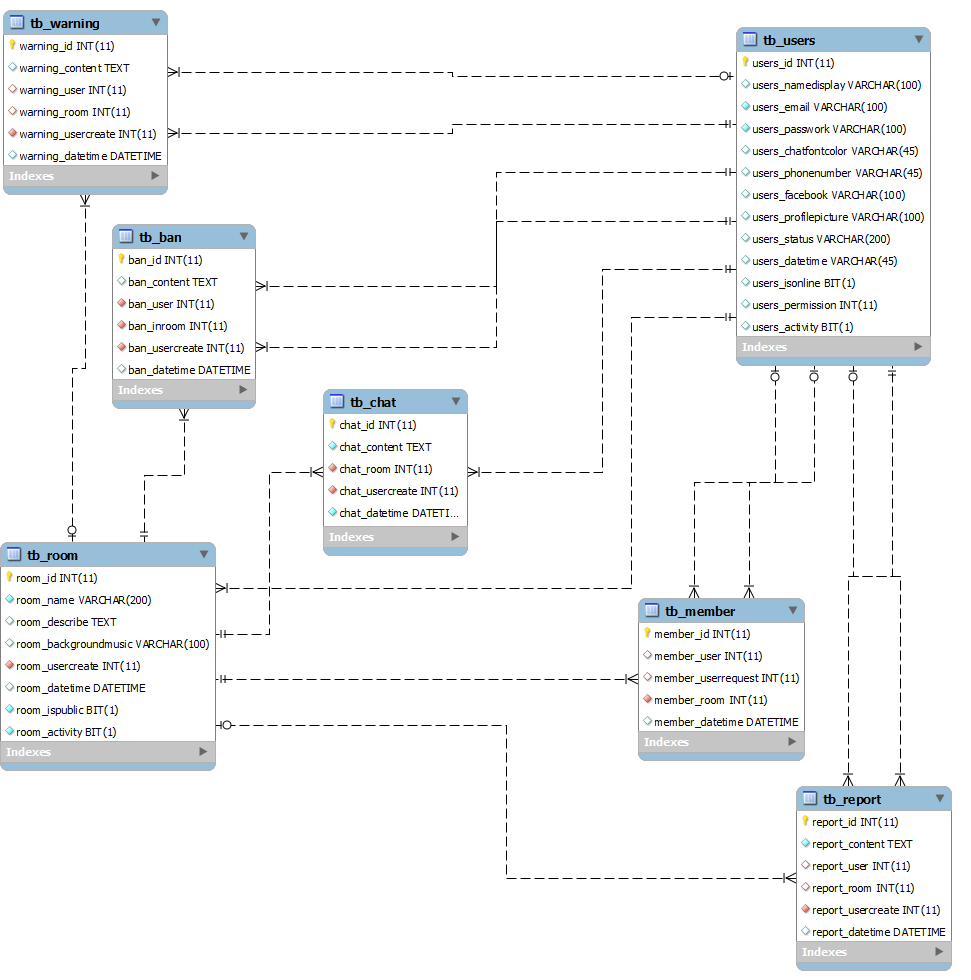 tb_warning
warning_id INT(11)
warning_content TEXT
warning_user INT(11)
warning_room INT(11)
warning_usercreate INT(11)
warning_datetime DATETIME
Indexes
tb_users
users_id INT(11)
users_namedisplay VARCHAR(100)
users_email VARCHAR(100)
users_passwork VARCHAR(100)
users_chatfontcolor VARCHAR(45)
users_phonenumber VARCHAR(45)
users_facebook VARCHAR(100)
users_profilepicture VARCHAR(100)
users_status VARCHAR(200)
users_datetime VARCHAR(45)
users_isonline BIT(1)
users_permission INT(11)
users_activity BIT(1)
Indexes
tb_ban
ban_id INT(11)
ban_content TEXT
ban_user INT(11)
ban_inroom INT(11)
ban_usercreate INT(11)
ban_datetime DATETIME
Indexes
tb_chat
chat_id INT(11)
chat_content TEXT
chat_room INT(11)
chat_usercreate INT(11)
chat_datetime DATETI...
Indexes
tb_room
room_id INT(11)
room_name VARCHAR(200)
room_describe TEXT
room_backgroundmusic VARCHAR(100)
room_usercreate INT(11)
room_datetime DATETIME
room_ispublic BIT(1)
room_activity BIT(1)
Indexes
tb_member
member_id INT(11)
member_user INT(11)
member_userrequest INT(11)
member_room INT(11)
member_datetime DATETIME
Indexes
tb_report
report_id INT(11)
report_content TEXT
report_user INT(11)
report_room INT(11)
report_usercreate INT(11)
report_datetime DATETIME
Indexes